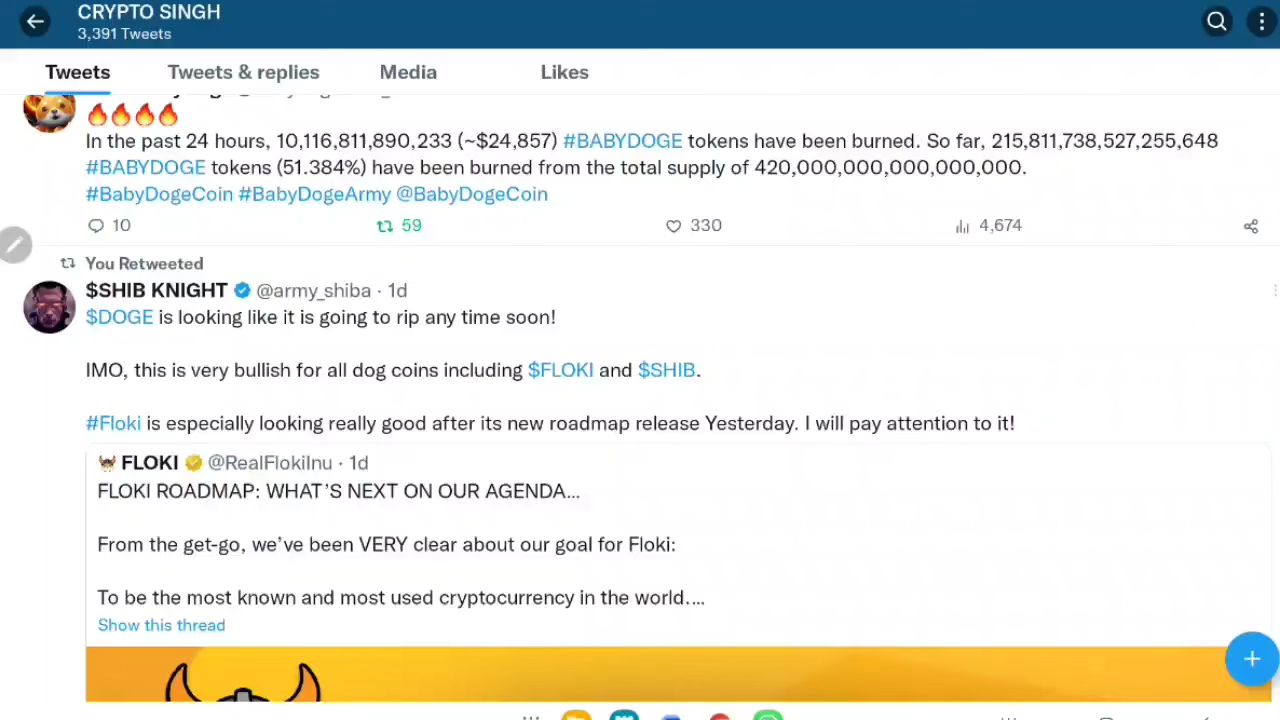 CRYPTO SINGH
3,391 Tweets
Tweets
Tweets & replies
Media
Likes
In the past 24 hours, 10,116,811,890,233 (~$24,857) #BABYDOGE tokens have been burned. So far, 215,811,738,527,255,648
#BABYDOGE tokens (51.384%) have been burned from the total supply of 420,000,000,000,000,000.
#BabyDogeCoin #BabyDogeArmy @BabyDogeCoin
10
59
330
4,674
You Retweeted
$SHIB KNIGHT @army_shiba · 1d
$DOGE is looking like it is going to rip any time soon!
IMO, this is very bullish for all dog coins including $FLOKI and $SHIB.
#Floki is especially looking really good after its new roadmap release Yesterday. I will pay attention to it!
FLOKI @RealFlokiInu · 1d
FLOKI ROADMAP: WHAT’S NEXT ON OUR AGENDA...
From the get-go, we’ve been VERY clear about our goal for Floki:
To be the most known and most used cryptocurrency in the world....
Show this thread